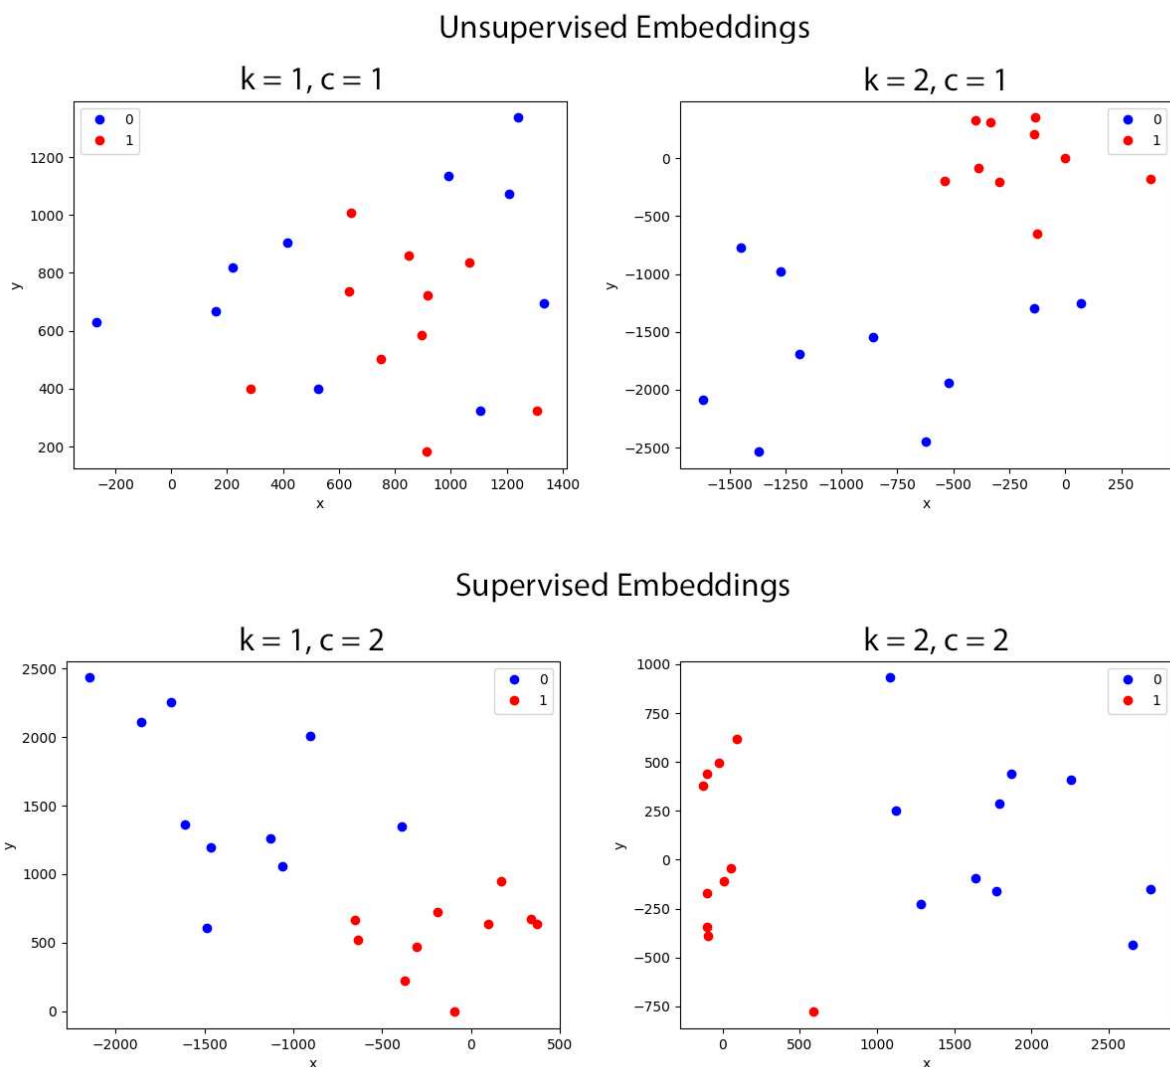 Unsupervised Embeddings
k = 1, c = 1
0
1
1200
1000
800
600
400
200
y
−200 0 200 400 600 800 1000 1200 1400
x
k = 2, c = 1
0
1
0
−500
−1000
−1500
−2000
−2500
y
−1500 −1250 −1000 −750 −500 −250 0 250
x
Supervised Embeddings
k = 1, c = 2
0
1
2500
2000
1500
1000
500
0
y
−2000 −1500 −1000 −500 0 500
x
k = 2, c = 2
0
1
1000
750
500
250
0
−250
−500
−750
y
0 500 1000 1500 2000 2500
x